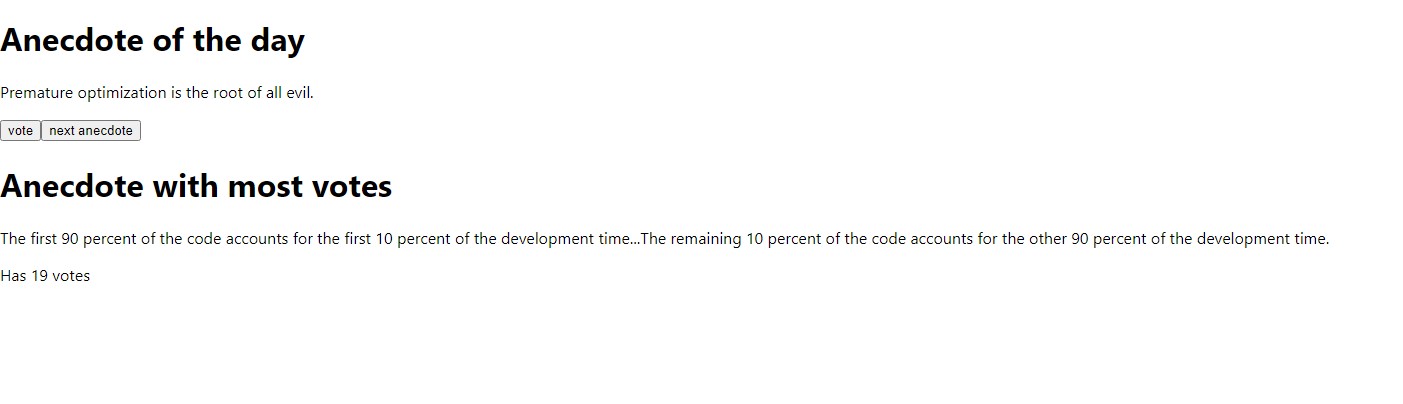 Anecdote of the day
Premature optimization is the root of all evil.
vote next anecdote
Anecdote with most votes
The first 90 percent of the code accounts for the first 10 percent of the development time...The remaining 10 percent of the code accounts for the other 90 percent of the development time.
Has 19 votes